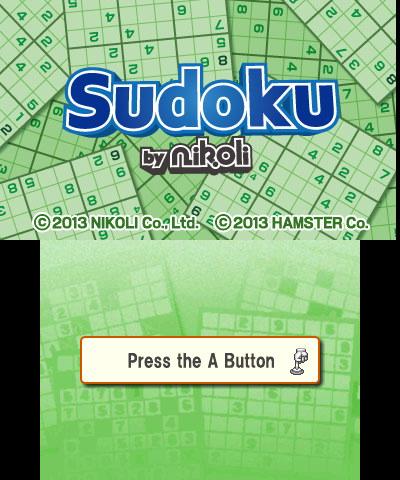 Sudoku
by nikoli
© 2013 NIKOLI Co., Ltd. © 2013 HAMSTER Co.
Press the A Button